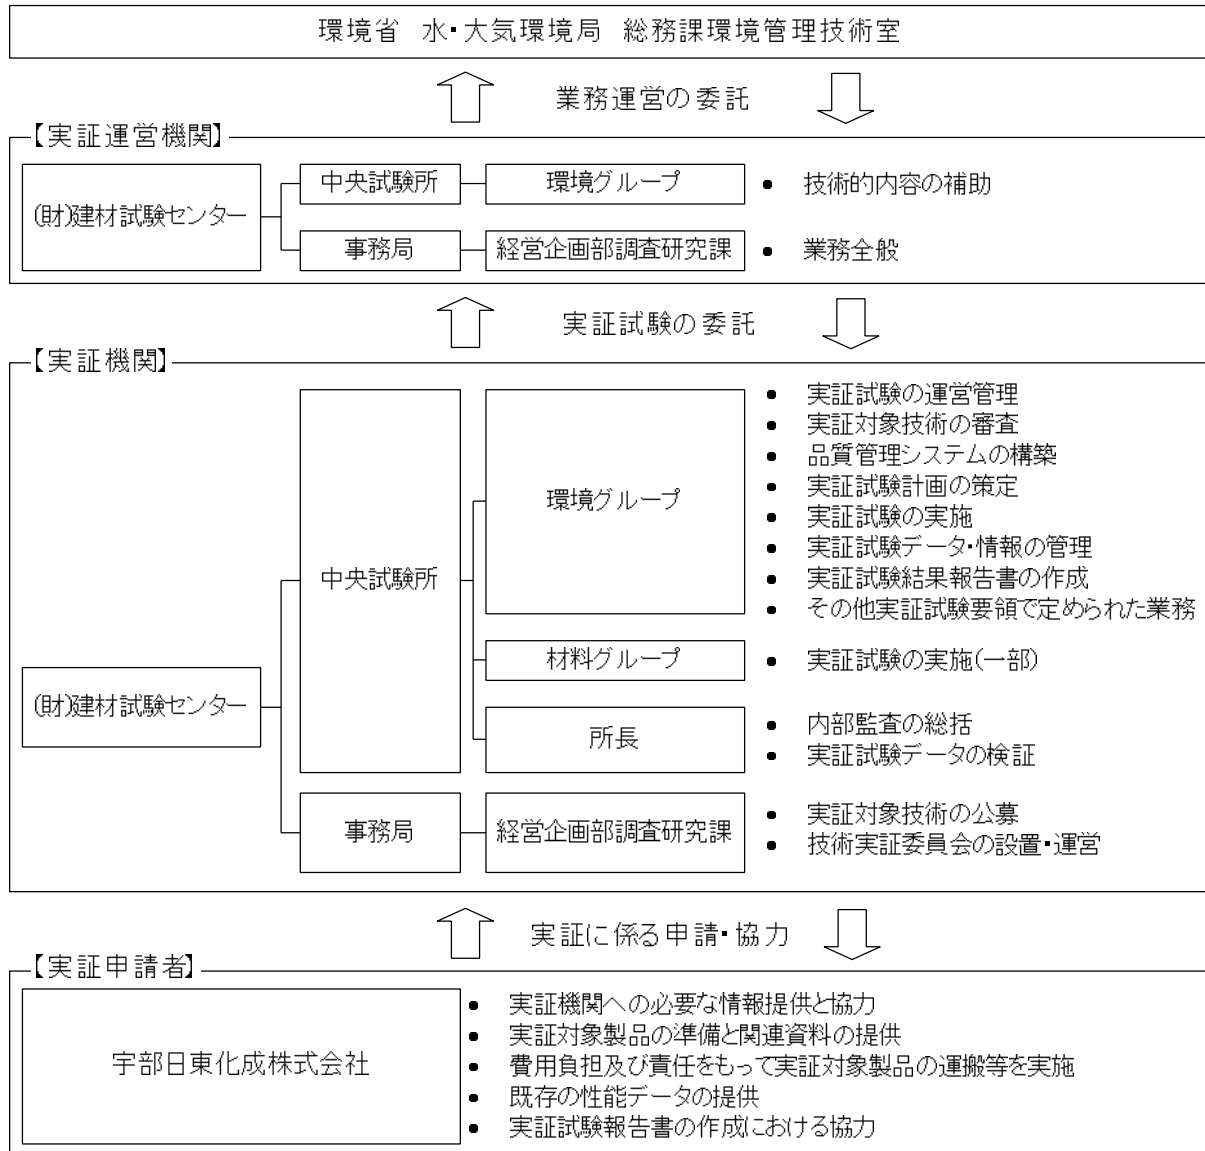 環境省 水・大気環境局 総務課環境管理技術室
業務運営の委託
【実証運営機関】
(財)建材試験センター
中央試験所
環境グループ
● 技術的内容の補助
事務局
経営企画部調査研究課
● 業務全般
実証試験の委託
【実証機関】
(財)建材試験センター
中央試験所
環境グループ
● 実証試験の運営管理
● 実証対象技術の審査
● 品質管理システムの構築
● 実証試験計画の策定
● 実証試験の実施
● 実証試験データ・情報の管理
● 実証試験結果報告書の作成
● その他実証試験要領で定められた業務
材料グループ
● 実証試験の実施(一部)
所長
● 内部監査の総括
● 実証試験データの検証
事務局
経営企画部調査研究課
● 実証対象技術の公募
● 技術実証委員会の設置・運営
実証に係る申請・協力
【実証申請者】
宇部日東化成株式会社
● 実証機関への必要な情報提供と協力
● 実証対象製品の準備と関連資料の提供
● 費用負担及び責任をもって実証対象製品の運搬等を実施
● 既存の性能データの提供
● 実証試験報告書の作成における協力